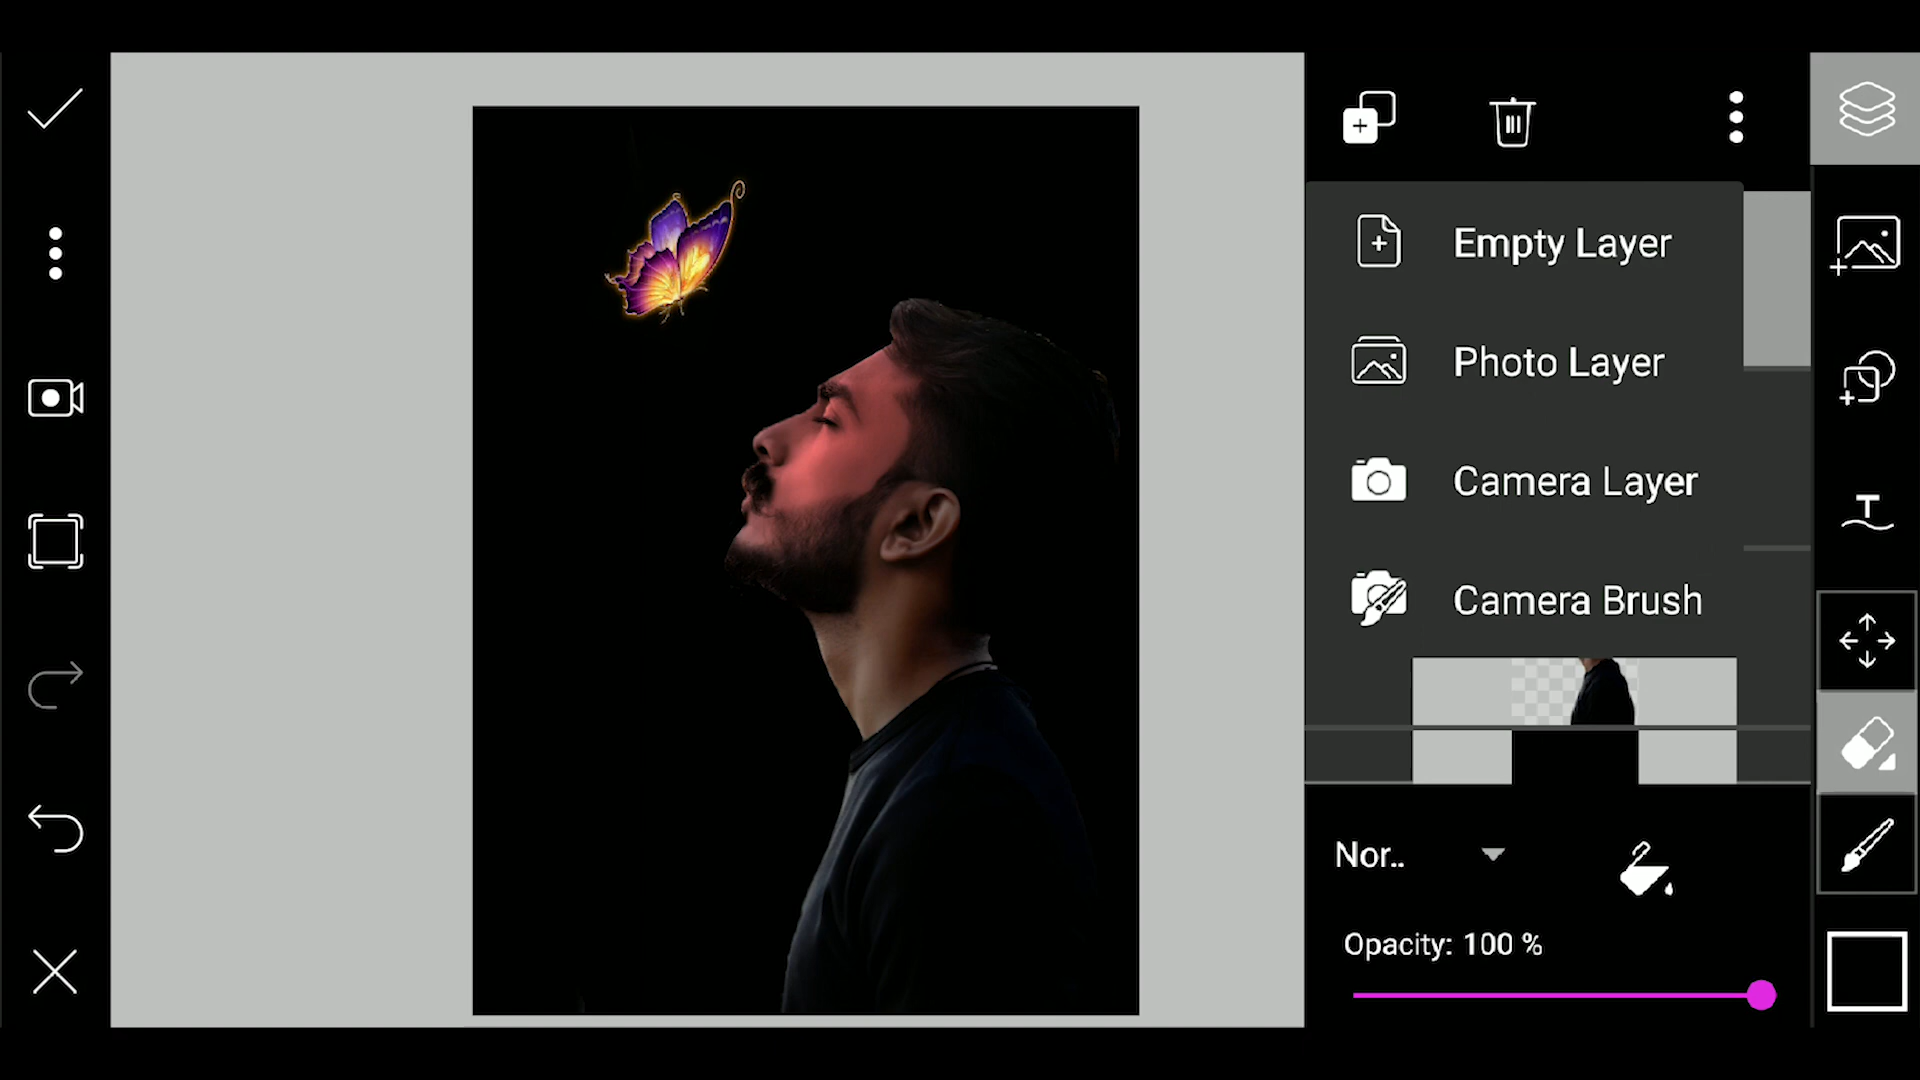 Empty Layer
Photo Layer
Camera Layer
Camera Brush
Nor..
Opacity: 100 %